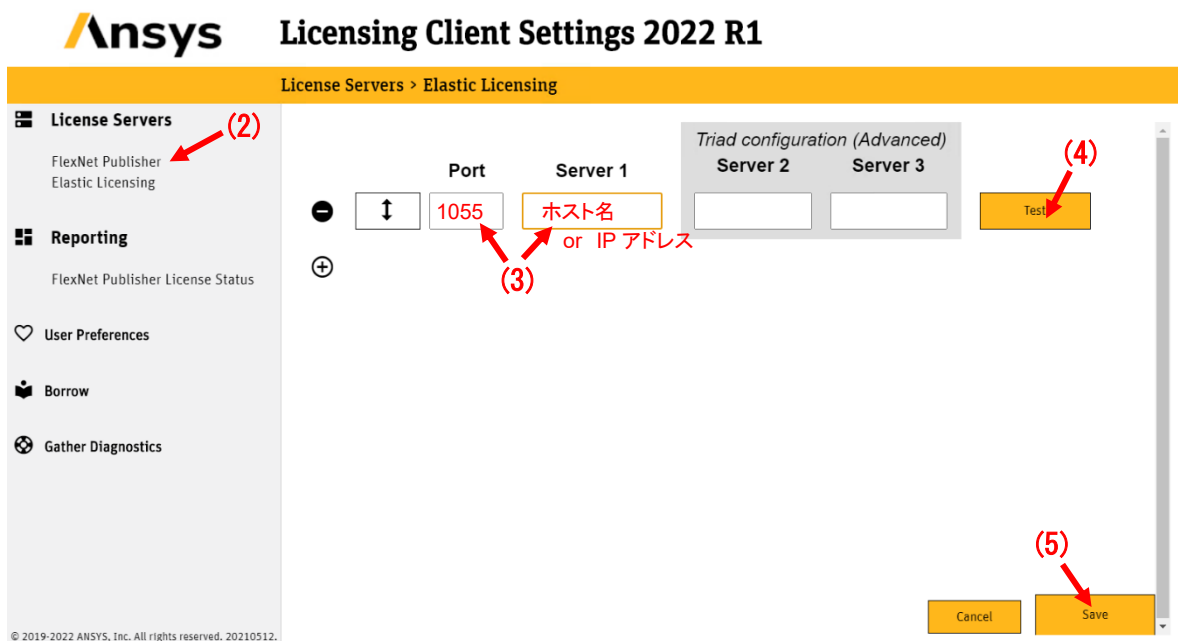 Ansys Licensing Client Settings 2022 R1
License Servers > Elastic Licensing
License Servers (2)
FlexNet Publisher
Elastic Licensing
Reporting
FlexNet Publisher License Status
User Preferences
Borrow
Gather Diagnostics
Triad configuration (Advanced)
Port Server 1 Server 2 Server 3 (4)
1055 ホスト名 Test
or IP アドレス
(3)
(5)
Cancel Save
© 2019-2022 ANSYS, Inc. All rights reserved. 20210512.